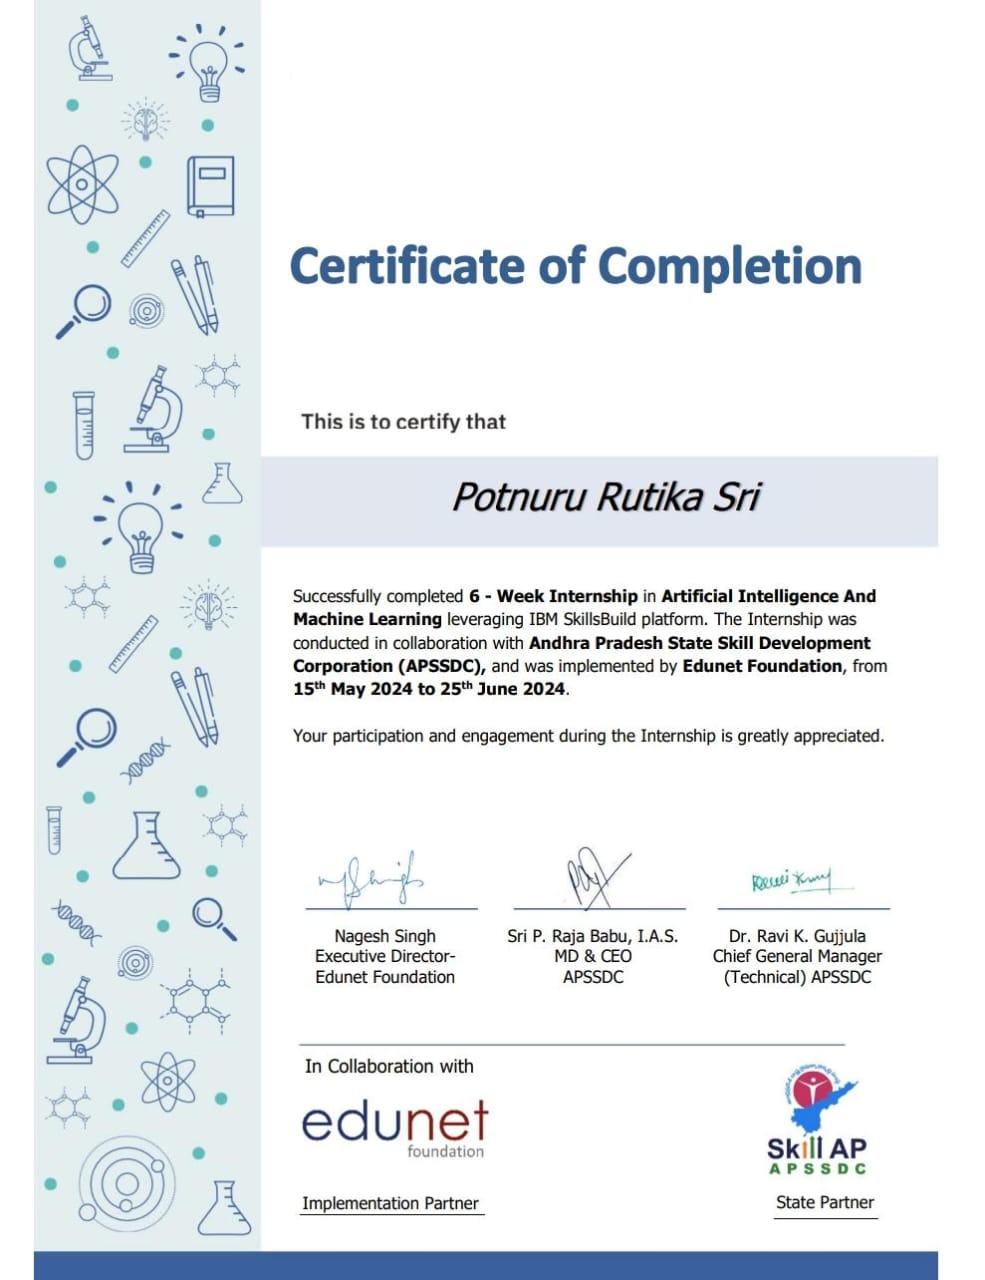 Certificate of Completion
This is to certify that
Potnuru Rutika Sri
Successfully completed 6 - Week Internship in Artificial Intelligence And
Machine Learning leveraging IBM SkillsBuild platform. The Internship was
conducted in collaboration with Andhra Pradesh State Skill Development
Corporation (APSSDC), and was implemented by Edunet Foundation, from
15th May 2024 to 25th June 2024.
Your participation and engagement during the Internship is greatly appreciated.
Nagesh Singh
Executive Director-
Edunet Foundation
Sri P. Raja Babu, I.A.S.
MD & CEO
APSSDC
Dr. Ravi K. Gujjula
Chief General Manager
(Technical) APSSDC
In Collaboration with
edunet
foundation
Implementation Partner
Skill AP
APSSDC
State Partner